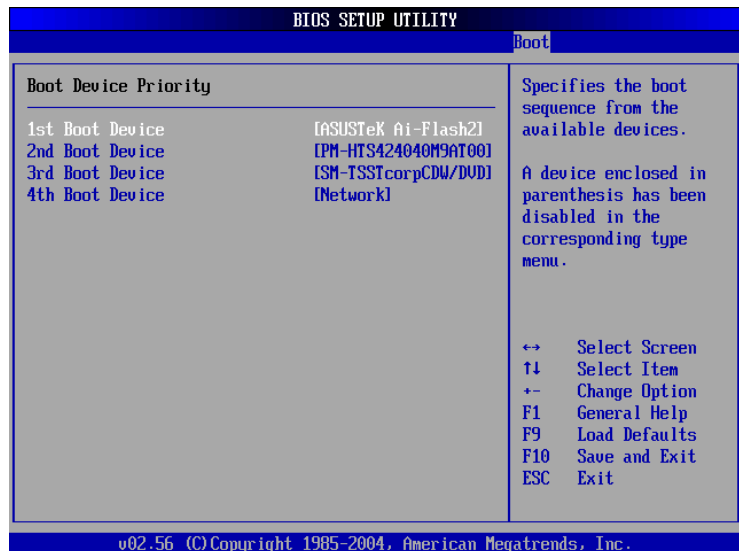 BIOS SETUP UTILITY
Boot
Boot Device Priority
1st Boot Device [ASUSTeK Ai-Flash2]
2nd Boot Device [PM-HTS424040M9AT00]
3rd Boot Device [SM-TSSTcorpCDW/DVD]
4th Boot Device [Network]
Specifies the boot
sequence from the
available devices.
A device enclosed in
parenthesis has been
disabled in the
corresponding type
menu.
↔ Select Screen
↑↓ Select Item
+- Change Option
F1 General Help
F9 Load Defaults
F10 Save and Exit
ESC Exit
v02.56 (C)Copyright 1985-2004, American Megatrends, Inc.